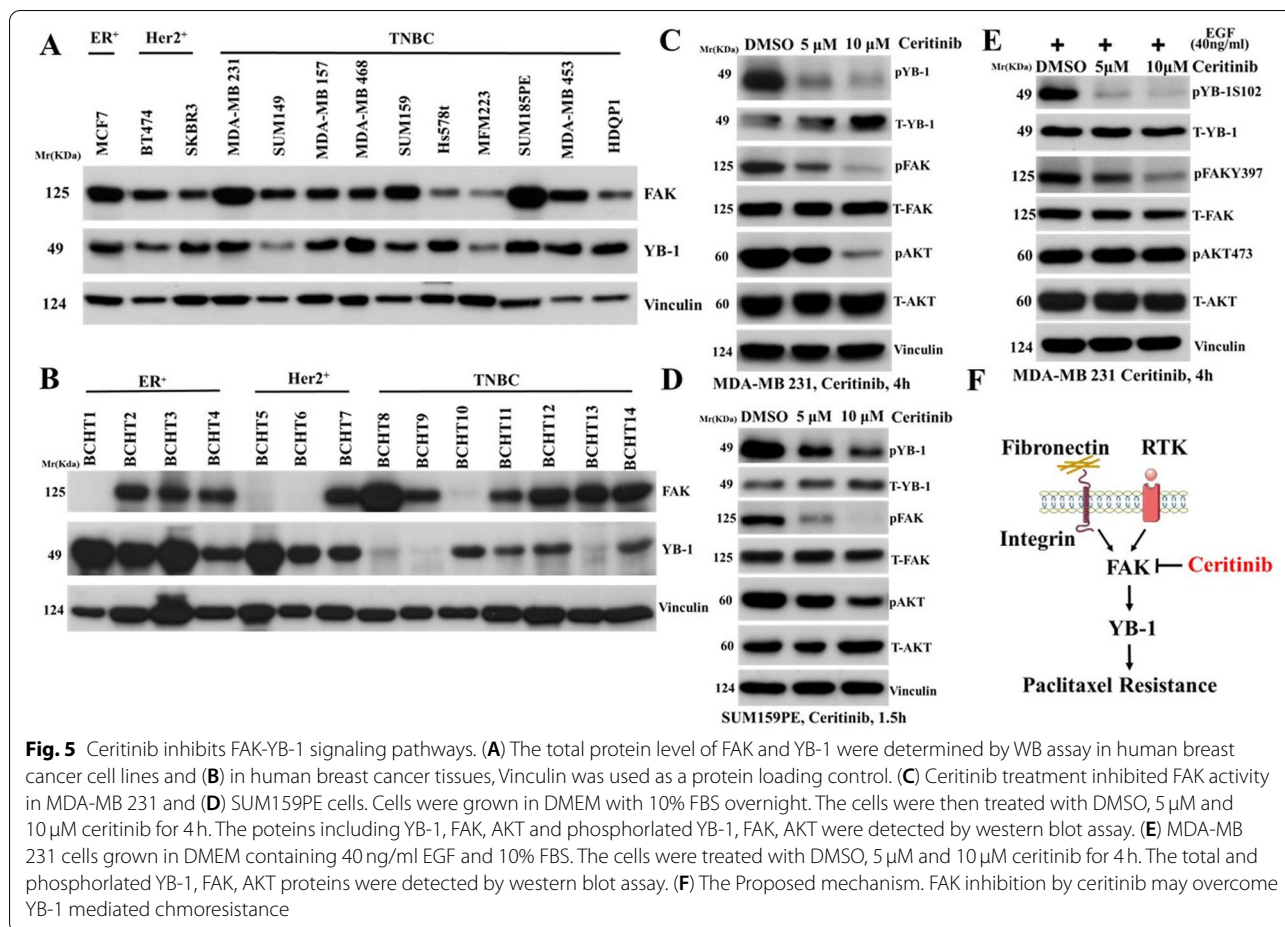 A
ER+ Her2+ TNBC
MCF7 BT474 SKBR3 MDA-MB 231 SUM149 MDA-MB 157 MDA-MB 468 SUM159 Hs578t MFM223 SUM185PE MDA-MB 453 HDQP1
Mr(KDa)
125 FAK
49 YB-1
124 Vinculin
B
ER+ Her2+ TNBC
BCHT1 BCHT2 BCHT3 BCHT4 BCHT5 BCHT6 BCHT7 BCHT8 BCHT9 BCHT10 BCHT11 BCHT12 BCHT13 BCHT14
Mr(Kda)
125 FAK
49 YB-1
124 Vinculin
C
Mr(KDa) DMSO 5 µM 10 µM Ceritinib
49 pYB-1
49 T-YB-1
125 pFAK
125 T-FAK
60 pAKT
60 T-AKT
124 Vinculin
MDA-MB 231, Ceritinib, 4h
D
Mr(KDa) DMSO 5 µM 10 µM Ceritinib
49 pYB-1
49 T-YB-1
125 pFAK
125 T-FAK
60 pAKT
60 T-AKT
124 Vinculin
SUM159PE, Ceritinib, 1.5h
E
+ + + EGF
(40ng/ml)
Mr(KDa) DMSO 5µM 10µM Ceritinib
49 pYB-1S102
49 T-YB-1
125 pFAKY397
125 T-FAK
60 pAKT473
60 T-AKT
124 Vinculin
MDA-MB 231 Ceritinib, 4h
F
Fibronectin RTK
Integrin
FAK Ceritinib
YB-1
Paclitaxel Resistance
Fig. 5 Ceritinib inhibits FAK-YB-1 signaling pathways. (A) The total protein level of FAK and YB-1 were determined by WB assay in human breast
cancer cell lines and (B) in human breast cancer tissues, Vinculin was used as a protein loading control. (C) Ceritinib treatment inhibited FAK activity
in MDA-MB 231 and (D) SUM159PE cells. Cells were grown in DMEM with 10% FBS overnight. The cells were then treated with DMSO, 5 µM and
10 µM ceritinib for 4 h. The poteins including YB-1, FAK, AKT and phosphorlated YB-1, FAK, AKT were detected by western blot assay. (E) MDA-MB
231 cells grown in DMEM containing 40 ng/ml EGF and 10% FBS. The cells were treated with DMSO, 5 µM and 10 µM ceritinib for 4 h. The total and
phosphorlated YB-1, FAK, AKT proteins were detected by western blot assay. (F) The Proposed mechanism. FAK inhibition by ceritinib may overcome
YB-1 mediated chmoresistance